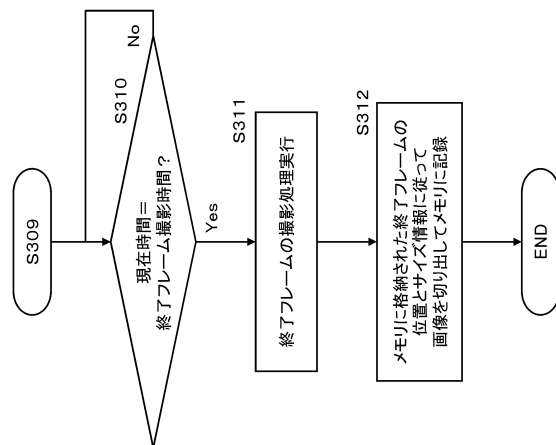 S309
S310
現在時間=
終了フレーム撮影時間?
No
Yes
S311
終了フレームの撮影処理実行
S312
メモリに格納された終了フレームの
位置とサイズ情報に従って
画像を切り出してメモリに記録
END